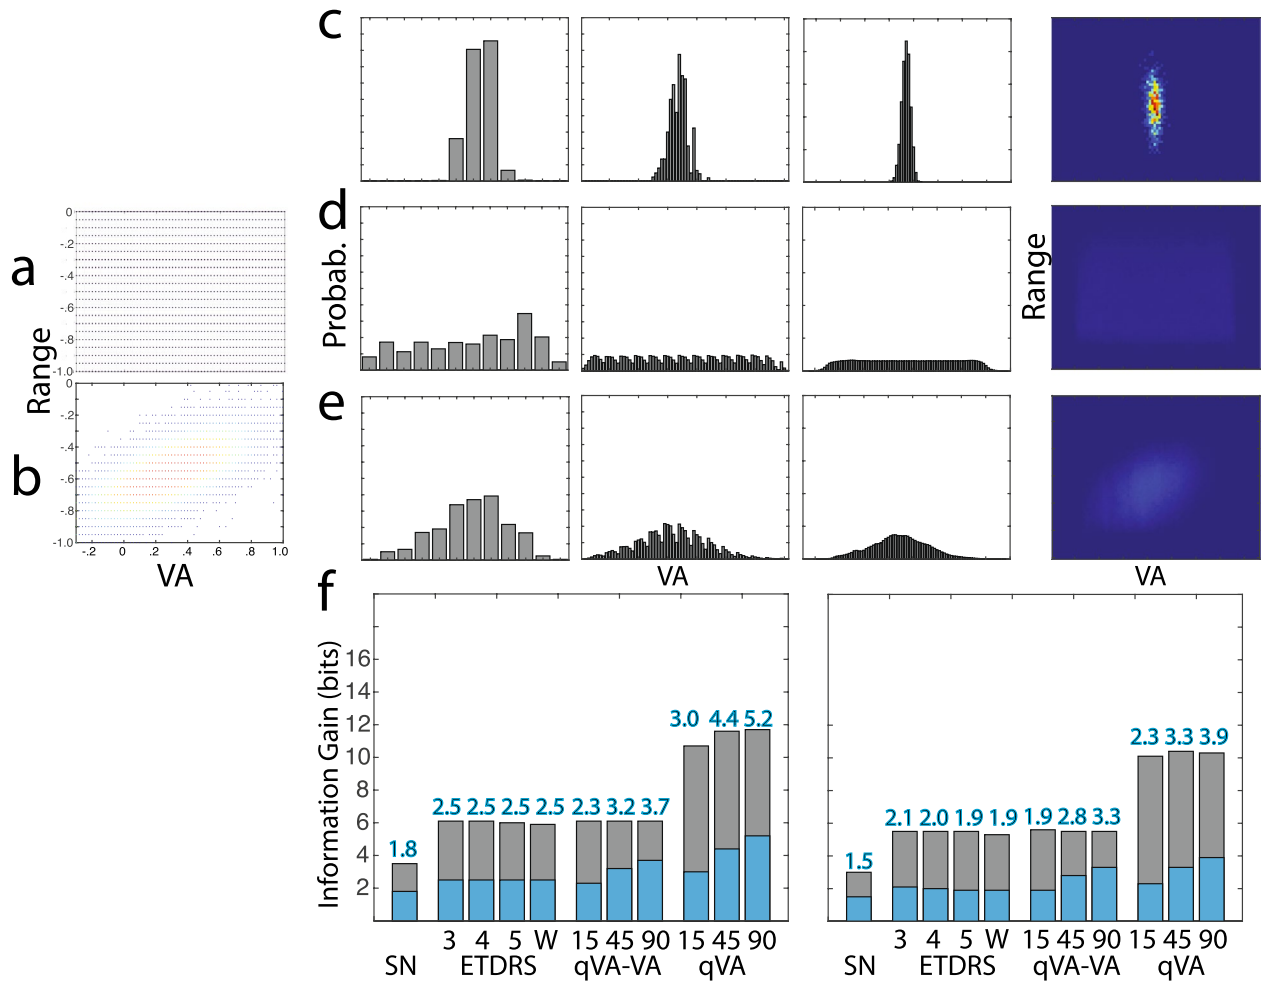 c
d
Probab.
Range
a
0
-.2
-.4
-.6
-.8
-1.0
Range
b
0
-.2
-.4
-.6
-.8
-1.0
-.2 0 .2 .4 .6 .8 1.0
VA
e
VA
VA
f
Information Gain (bits)
16
14
12
10
8
6
4
2
1.8
2.5 2.5 2.5 2.5
2.3 3.2 3.7
3.0 4.4 5.2
3 4 5 W 15 45 90 15 45 90
SN ETDRS qVA-VA qVA
1.5
2.1 2.0 1.9 1.9
1.9 2.8 3.3
2.3 3.3 3.9
3 4 5 W 15 45 90 15 45 90
SN ETDRS qVA-VA qVA